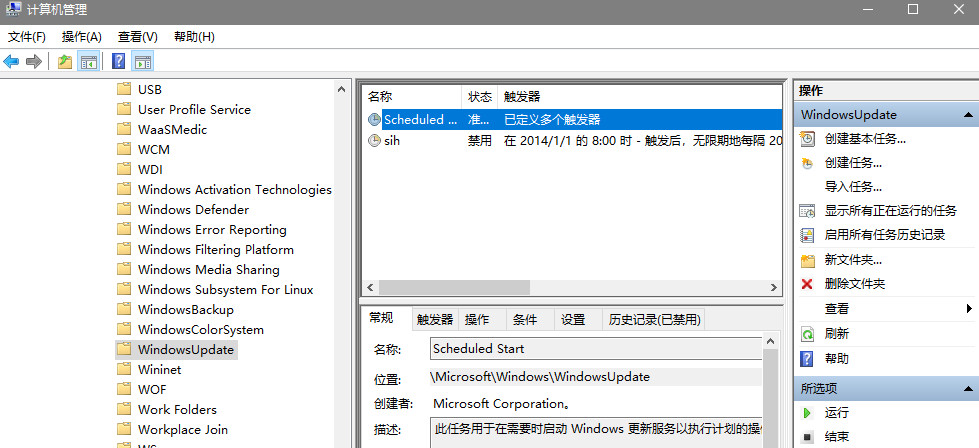 计算机管理
文件(F) 操作(A) 查看(V) 帮助(H)
USB
User Profile Service
WaaSMedic
WCM
WDI
Windows Activation Technologies
Windows Defender
Windows Error Reporting
Windows Filtering Platform
Windows Media Sharing
Windows Subsystem For Linux
WindowsBackup
WindowsColorSystem
WindowsUpdate
Wininet
WOF
Work Folders
Workplace Join
名称 状态 触发器
Scheduled ... 准... 已定义多个触发器
sih 禁用 在 2014/1/1 的 8:00 时 - 触发后，无限期地每隔 20
常规 触发器 操作 条件 设置 历史记录(已禁用)
名称: Scheduled Start
位置: \Microsoft\Windows\WindowsUpdate
创建者: Microsoft Corporation。
描述: 此任务用于在需要时启动 Windows 更新服务以执行计划的操
操作
WindowsUpdate
创建基本任务...
创建任务...
导入任务...
显示所有正在运行的任务
启用所有任务历史记录
新文件夹...
删除文件夹
查看
刷新
帮助
所选项
运行
结束